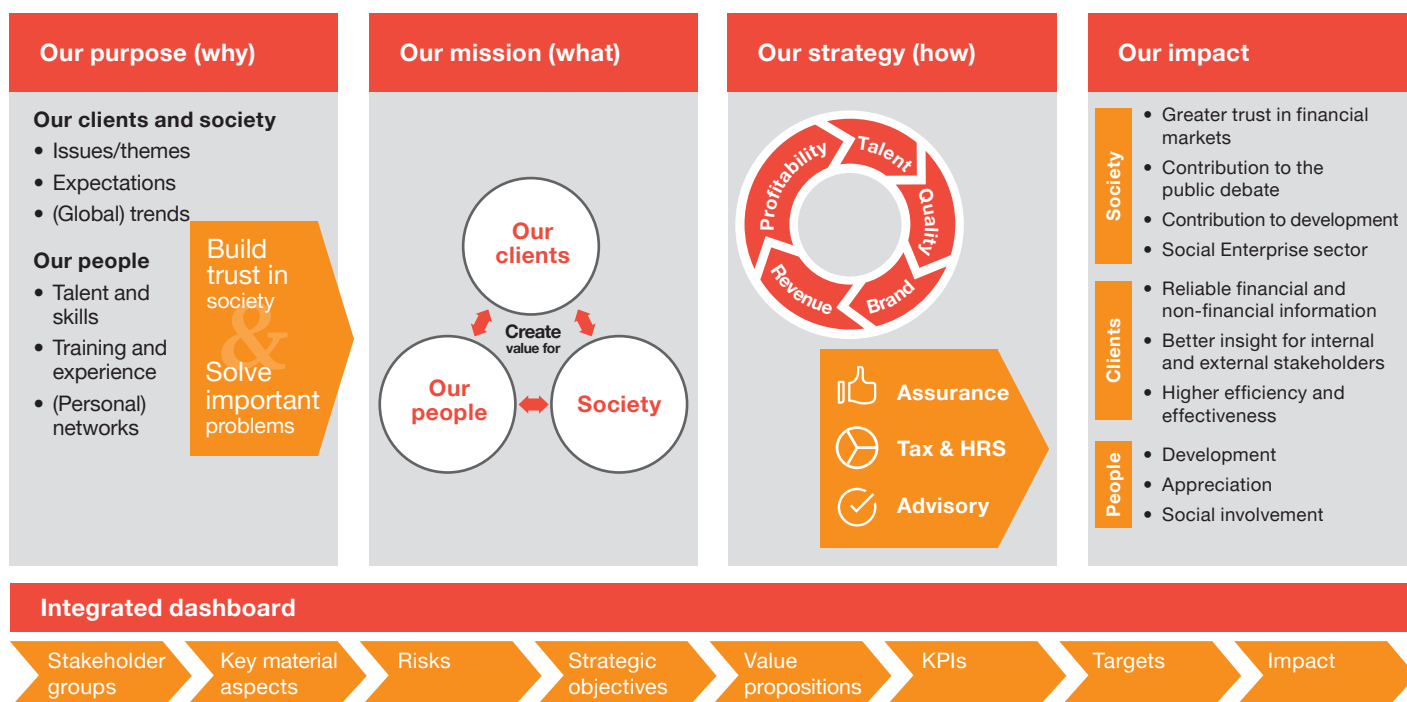 Our purpose (why)
Our clients and society
• Issues/themes
• Expectations
• (Global) trends
Our people
• Talent and
skills
• Training and
experience
• (Personal)
networks
Build
trust in
society
&
Solve
important
problems
Our mission (what)
Our
clients
Create
value for
Our
people
Society
Our strategy (how)
Talent
Quality
Brand
Revenue
Profitability
Assurance
Tax & HRS
Advisory
Our impact
Society
• Greater trust in financial
markets
• Contribution to the
public debate
• Contribution to development
• Social Enterprise sector
Clients
• Reliable financial and
non-financial information
• Better insight for internal
and external stakeholders
• Higher efficiency and
effectiveness
People
• Development
• Appreciation
• Social involvement
Integrated dashboard
Stakeholder
groups
Key material
aspects
Risks
Strategic
objectives
Value
propositions
KPIs
Targets
Impact